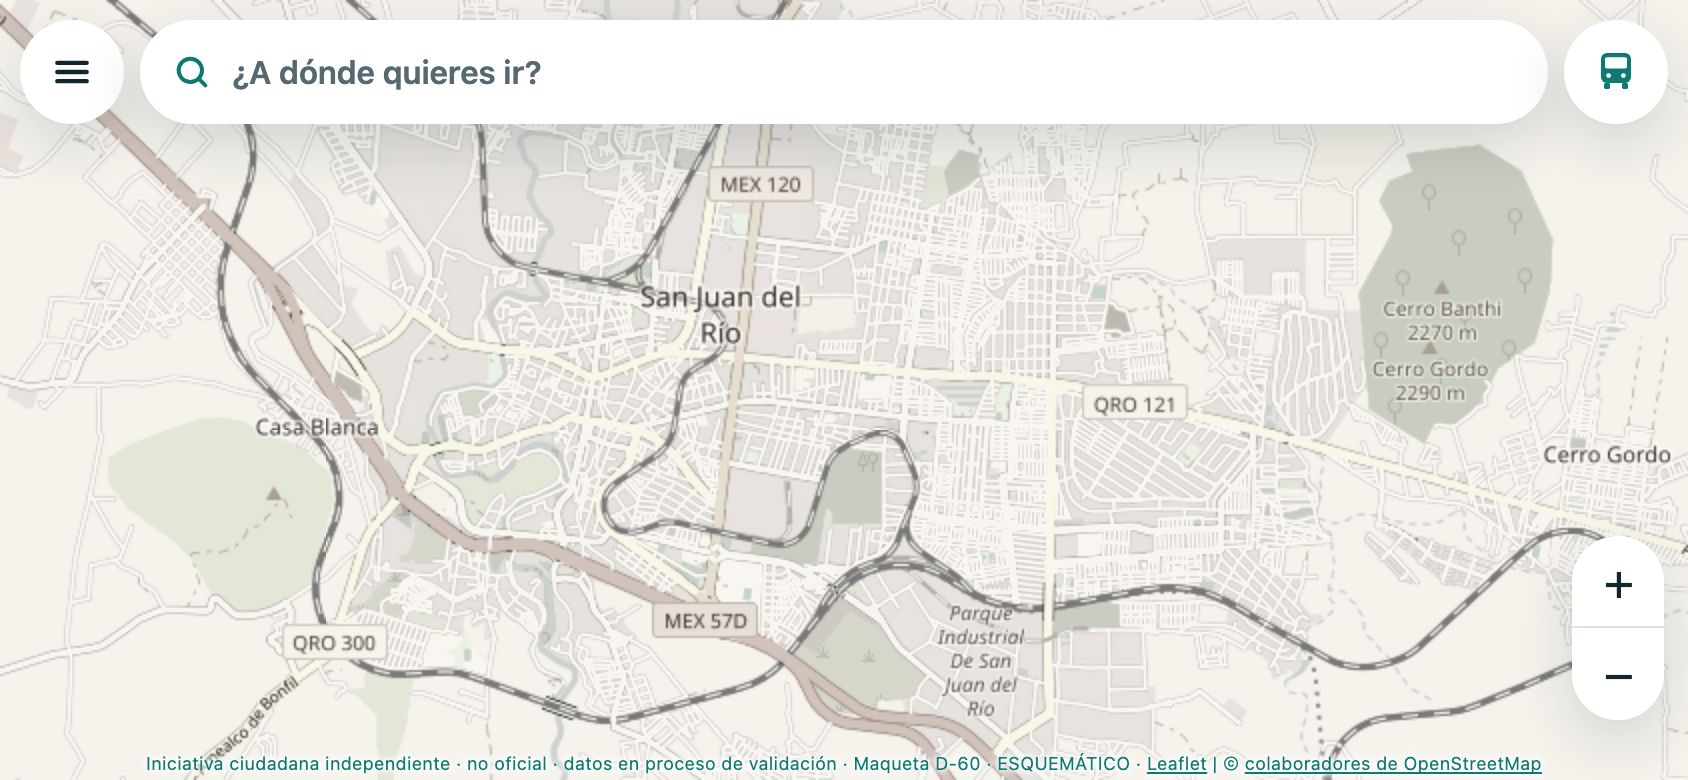 ¿A dónde quieres ir?
MEX 120
San Juan del
Río
Cerro Banthi
2270 m
Cerro Gordo
2290 m
QRO 121
Casa Blanca
Cerro Gordo
Parque
Industrial
De San
Juan del
Río
MEX 57D
QRO 300
de Bonfil
Iniciativa ciudadana independiente · no oficial · datos en proceso de validación · Maqueta D-60 · ESQUEMÁTICO · Leaflet | © colaboradores de OpenStreetMap